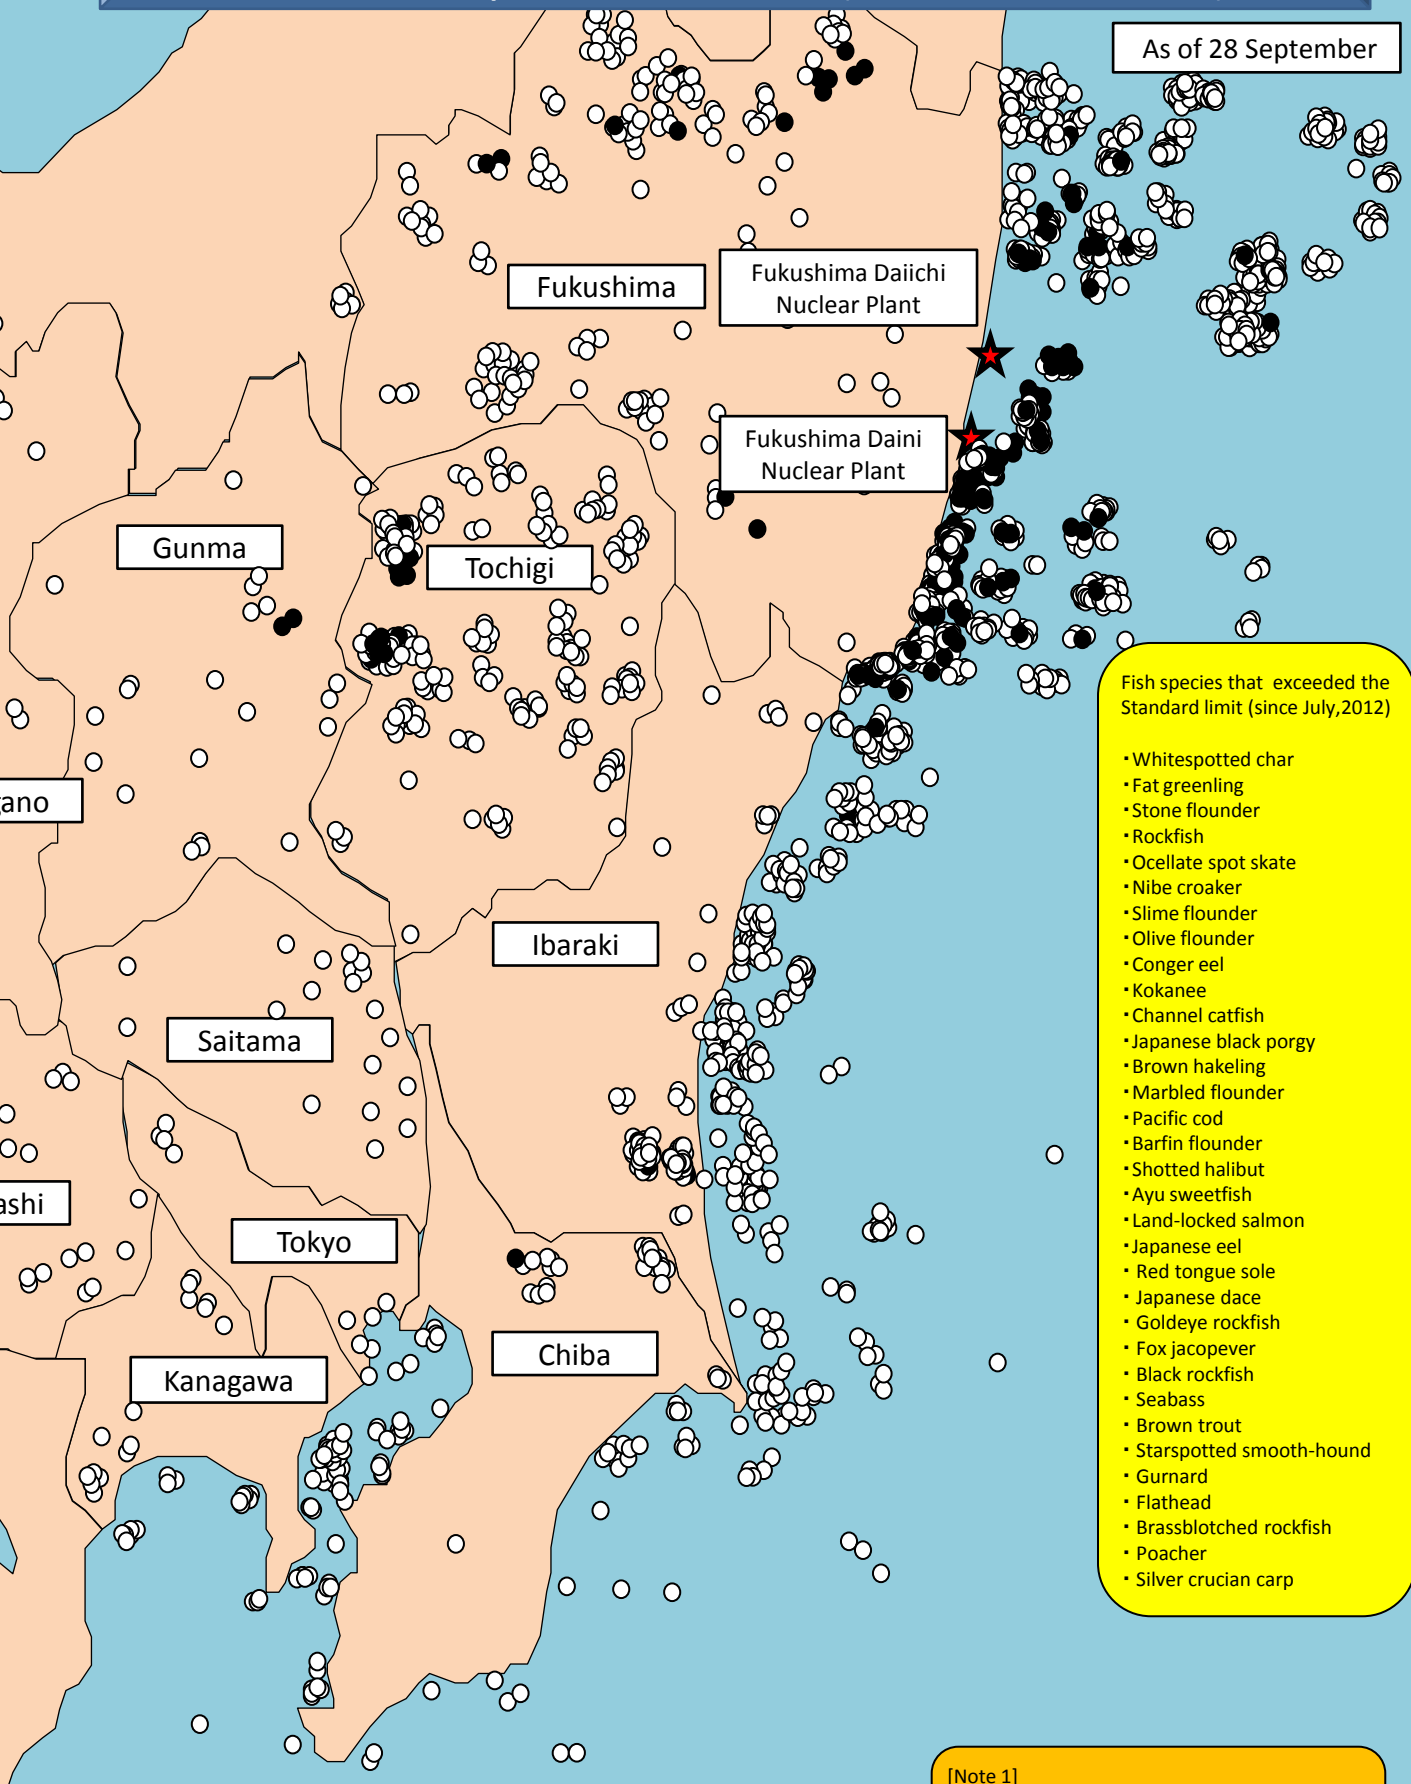 As of 28 September
Fukushima
Fukushima Daiichi
Nuclear Plant
Fukushima Daini
Nuclear Plant
Gunma
Tochigi
Fish species that exceeded the
Standard limit (since July,2012)
・Whitespotted char
・Fat greenling
・Stone flounder
・Rockfish
・Ocellate spot skate
・Nibe croaker
・Slime flounder
・Olive flounder
・Conger eel
・Kokanee
・Channel catfish
・Japanese black porgy
・Brown hakeling
・Marbled flounder
・Pacific cod
・Barfin flounder
・Shotted halibut
・Ayu sweetfish
・Land-locked salmon
・Japanese eel
・ Red tongue sole
・ Japanese dace
・ Goldeye rockfish
・ Fox jacopever
・ Black rockfish
・ Seabass
・ Brown trout
・ Starspotted smooth-hound
・ Gurnard
・ Flathead
・ Brassblotched rockfish
・ Poacher
・ Silver crucian carp
ano
Ibaraki
Saitama
ashi
Tokyo
Chiba
Kanagawa
[Note 1]